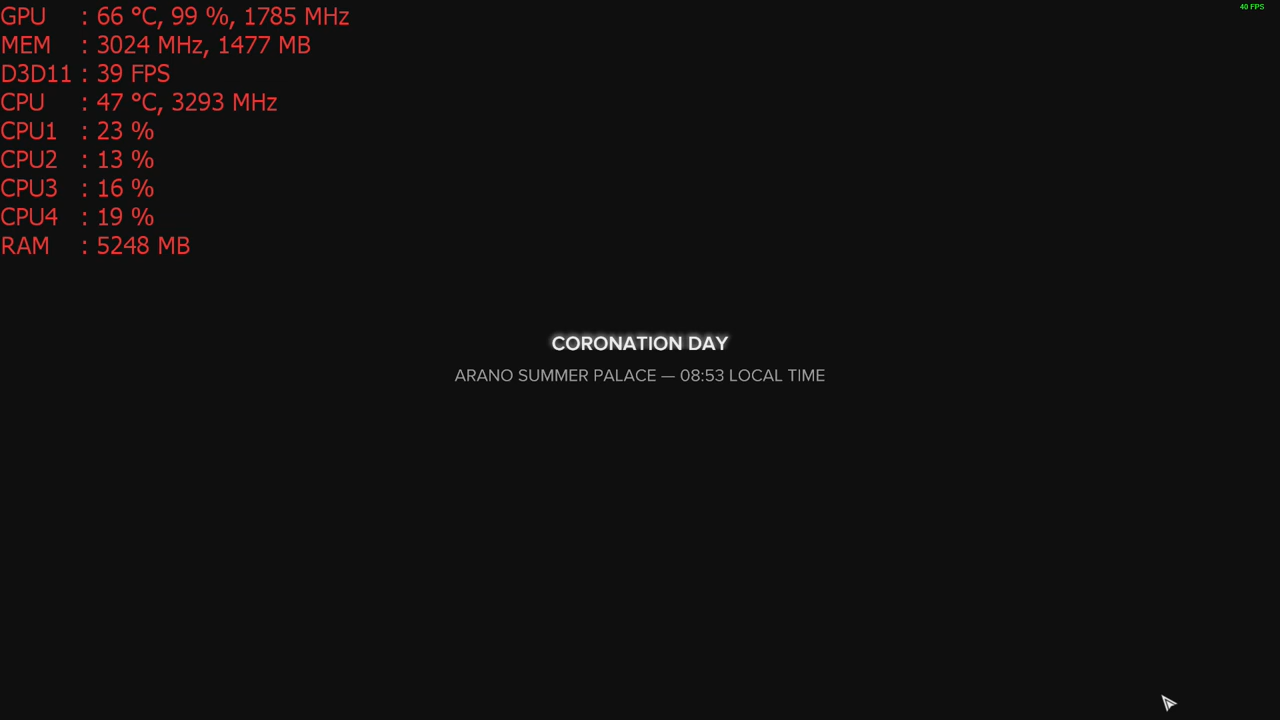 GPU : 66 °C, 99 %, 1785 MHz
40 FPS
MEM : 3024 MHz, 1477 MB
D3D11 : 39 FPS
CPU : 47 °C, 3293 MHz
CPU1 : 23 %
CPU2 : 13 %
CPU3 : 16 %
CPU4 : 19 %
RAM : 5248 MB
CORONATION DAY
ARANO SUMMER PALACE — 08:53 LOCAL TIME